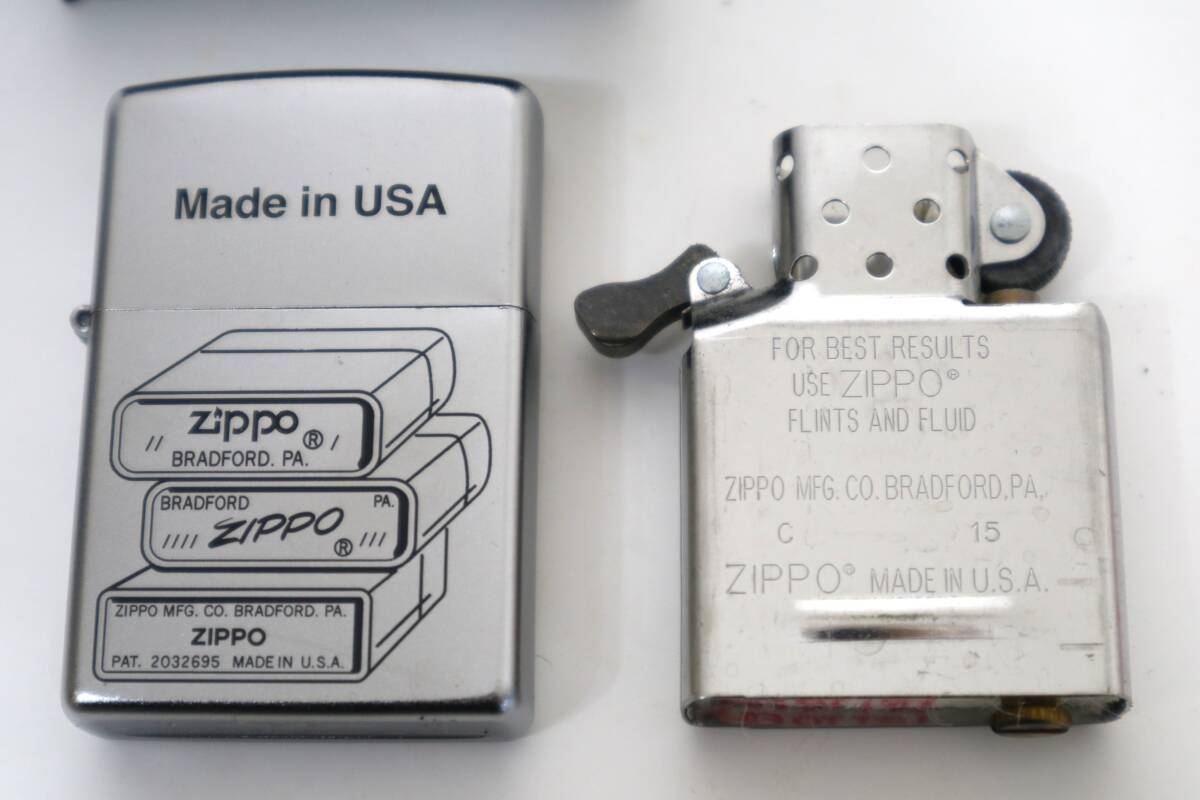 Made in USA
zippo ®
// /
BRADFORD. PA.
BRADFORD PA.
//// ZIPPO ® ///
ZIPPO MFG. CO. BRADFORD. PA.
ZIPPO
PAT. 2032695 MADE IN U.S.A.
FOR BEST RESULTS
USE ZIPPO®
FLINTS AND FLUID
ZIPPO MFG. CO. BRADFORD, PA.
C 15
ZIPPO® MADE IN U.S.A.